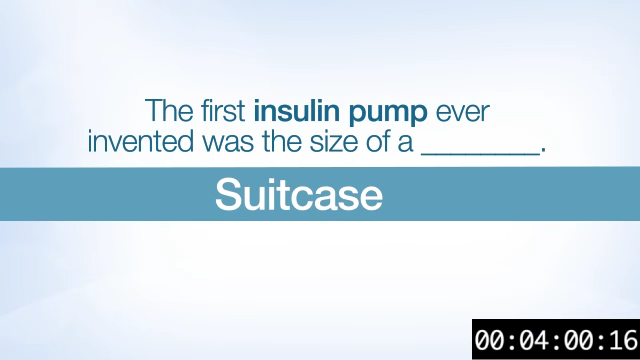 The first insulin pump ever
invented was the size of a ________.
Suitcase
00:04:00:16